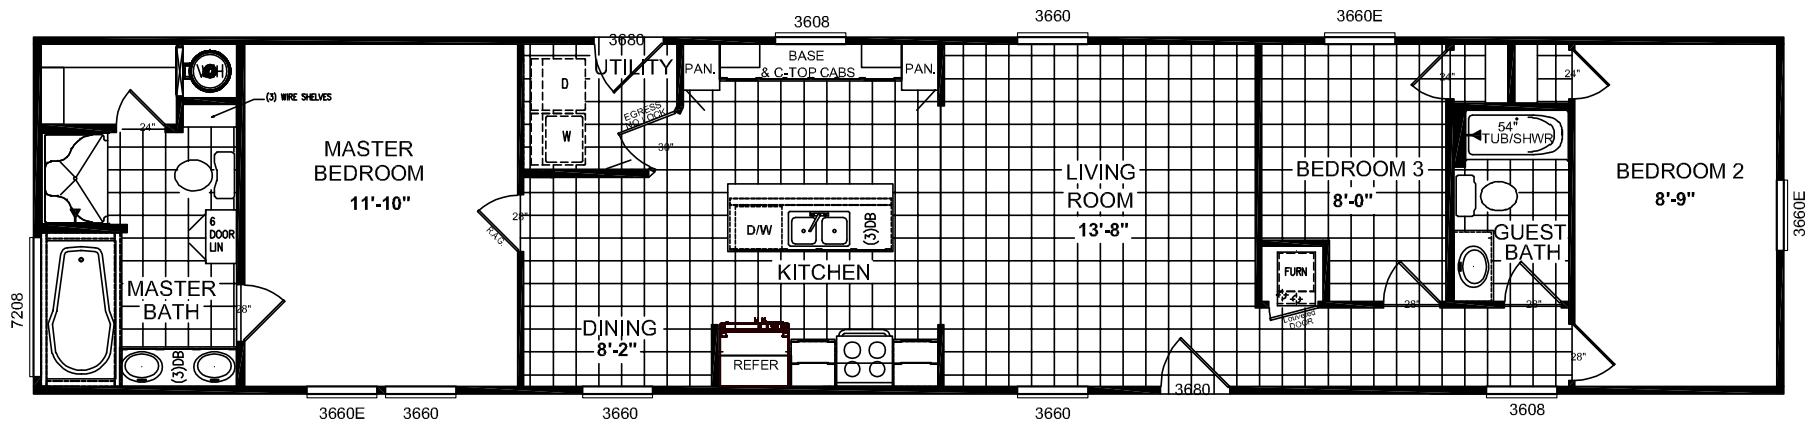 3608
3660
3660E
3680
UTILITY
W/H
BASE
& C-TOP CABS
PAN.
PAN.
(3) WIRE SHELVES
24"
24"
24"
D
W
EGRESS
NO LOCK
30"
54"
TUB/SHWR
MASTER
BEDROOM
11'-10"
LIVING
ROOM
13'-8"
BEDROOM 3
8'-0"
BEDROOM 2
8'-9"
3660E
6
DOOR
LIN
28"
R.A.G.
D/W
(3)DB
KITCHEN
GUEST
BATH
FURN
Louvered
DOOR
28"
28"
28"
MASTER
BATH
28"
7208
DINING
8'-2"
REFER
(3)DB
3680
3660E
3660
3660
3660
3608